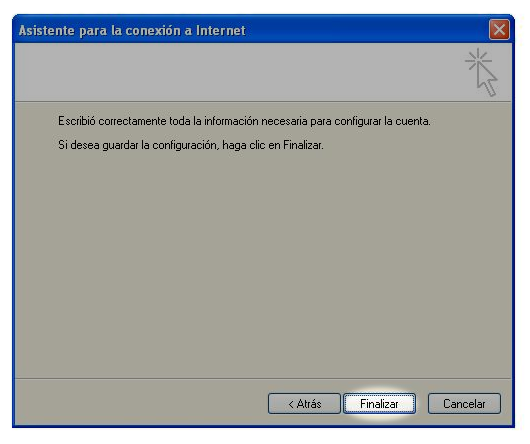 Asistente para la conexión a Internet
Escribió correctamente toda la información necesaria para configurar la cuenta.
Si desea guardar la configuración, haga clic en Finalizar.
< Atrás Finalizar Cancelar